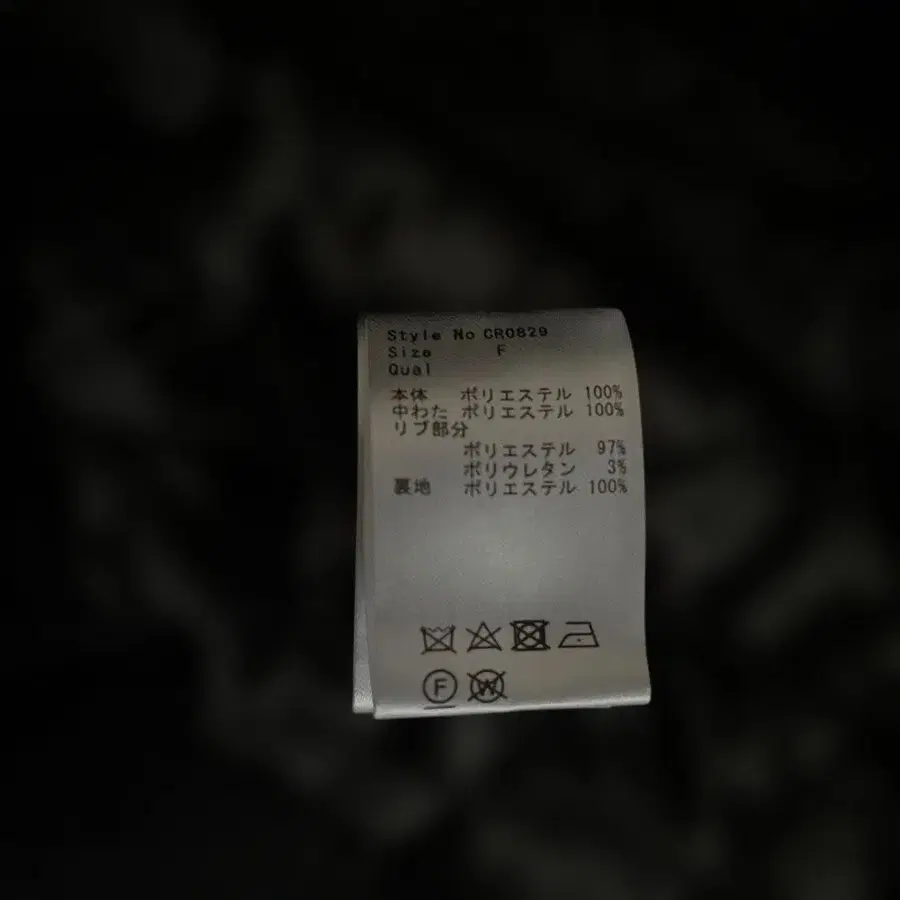 Style No CR0829
Size F
Qual
本体 ポリエステル 100%
中わた ポリエステル 100%
リブ部分
ポリエステル 97%
ポリウレタン 3%
裏地 ポリエステル 100%
F W